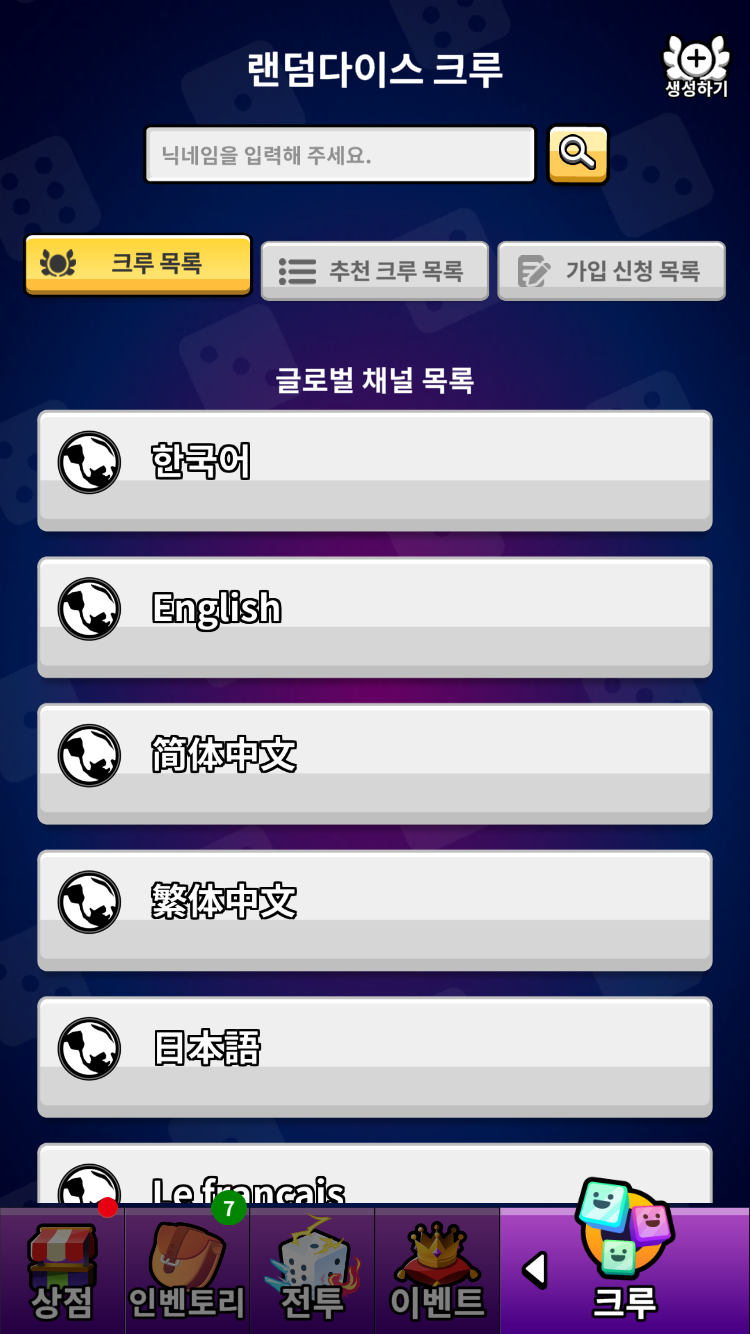 랜덤다이스 크루
생성하기
닉네임을 입력해 주세요.
크루 목록
추천 크루 목록
가입 신청 목록
글로벌 채널 목록
한국어
English
简体中文
繁体中文
日本語
Le français
7
상점
인벤토리
전투
이벤트
크루